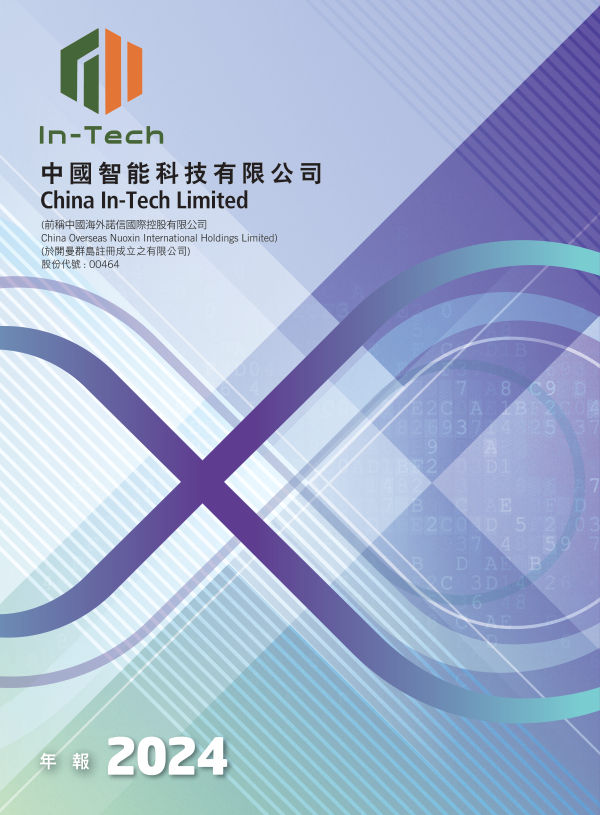 In-Tech
中國智能科技有限公司
China In-Tech Limited
(前稱中國海外諾信國際控股有限公司
China Overseas Nuoxin International Holdings Limited)
(於開曼群島註冊成立之有限公司)
股份代號 : 00464
年 報 2024